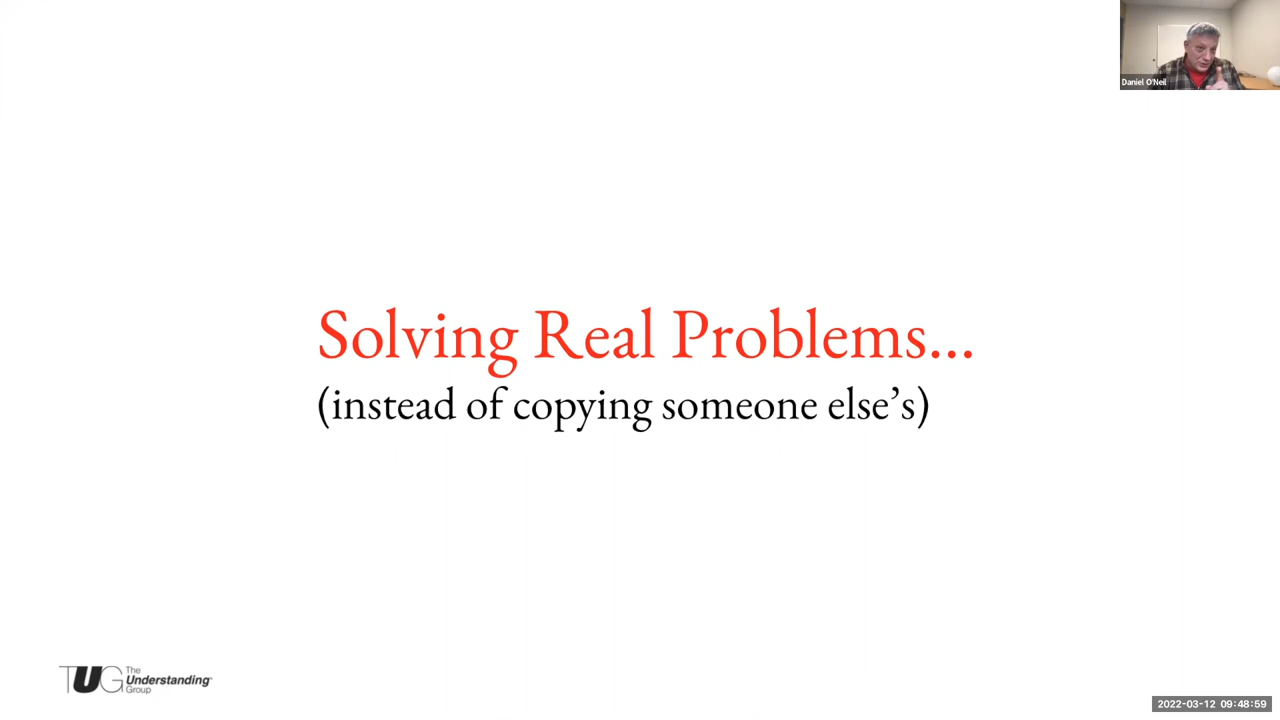 Daniel O'Neil
Solving Real Problems...
(instead of copying someone else’s)
TUG The
Understanding
Group
2022-03-12 09:48:59